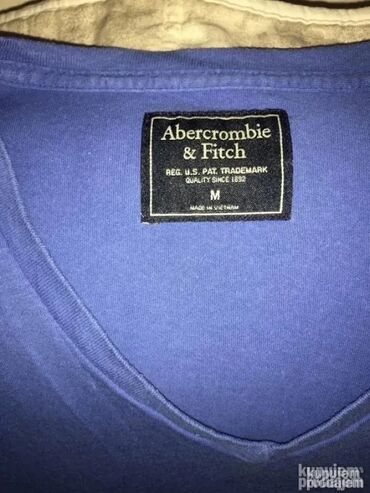 Abercrombie
& Fitch
REG. U.S. PAT. TRADEMARK
QUALITY SINCE 1892
M
MADE IN VIETNAM
kupujem
prodajem